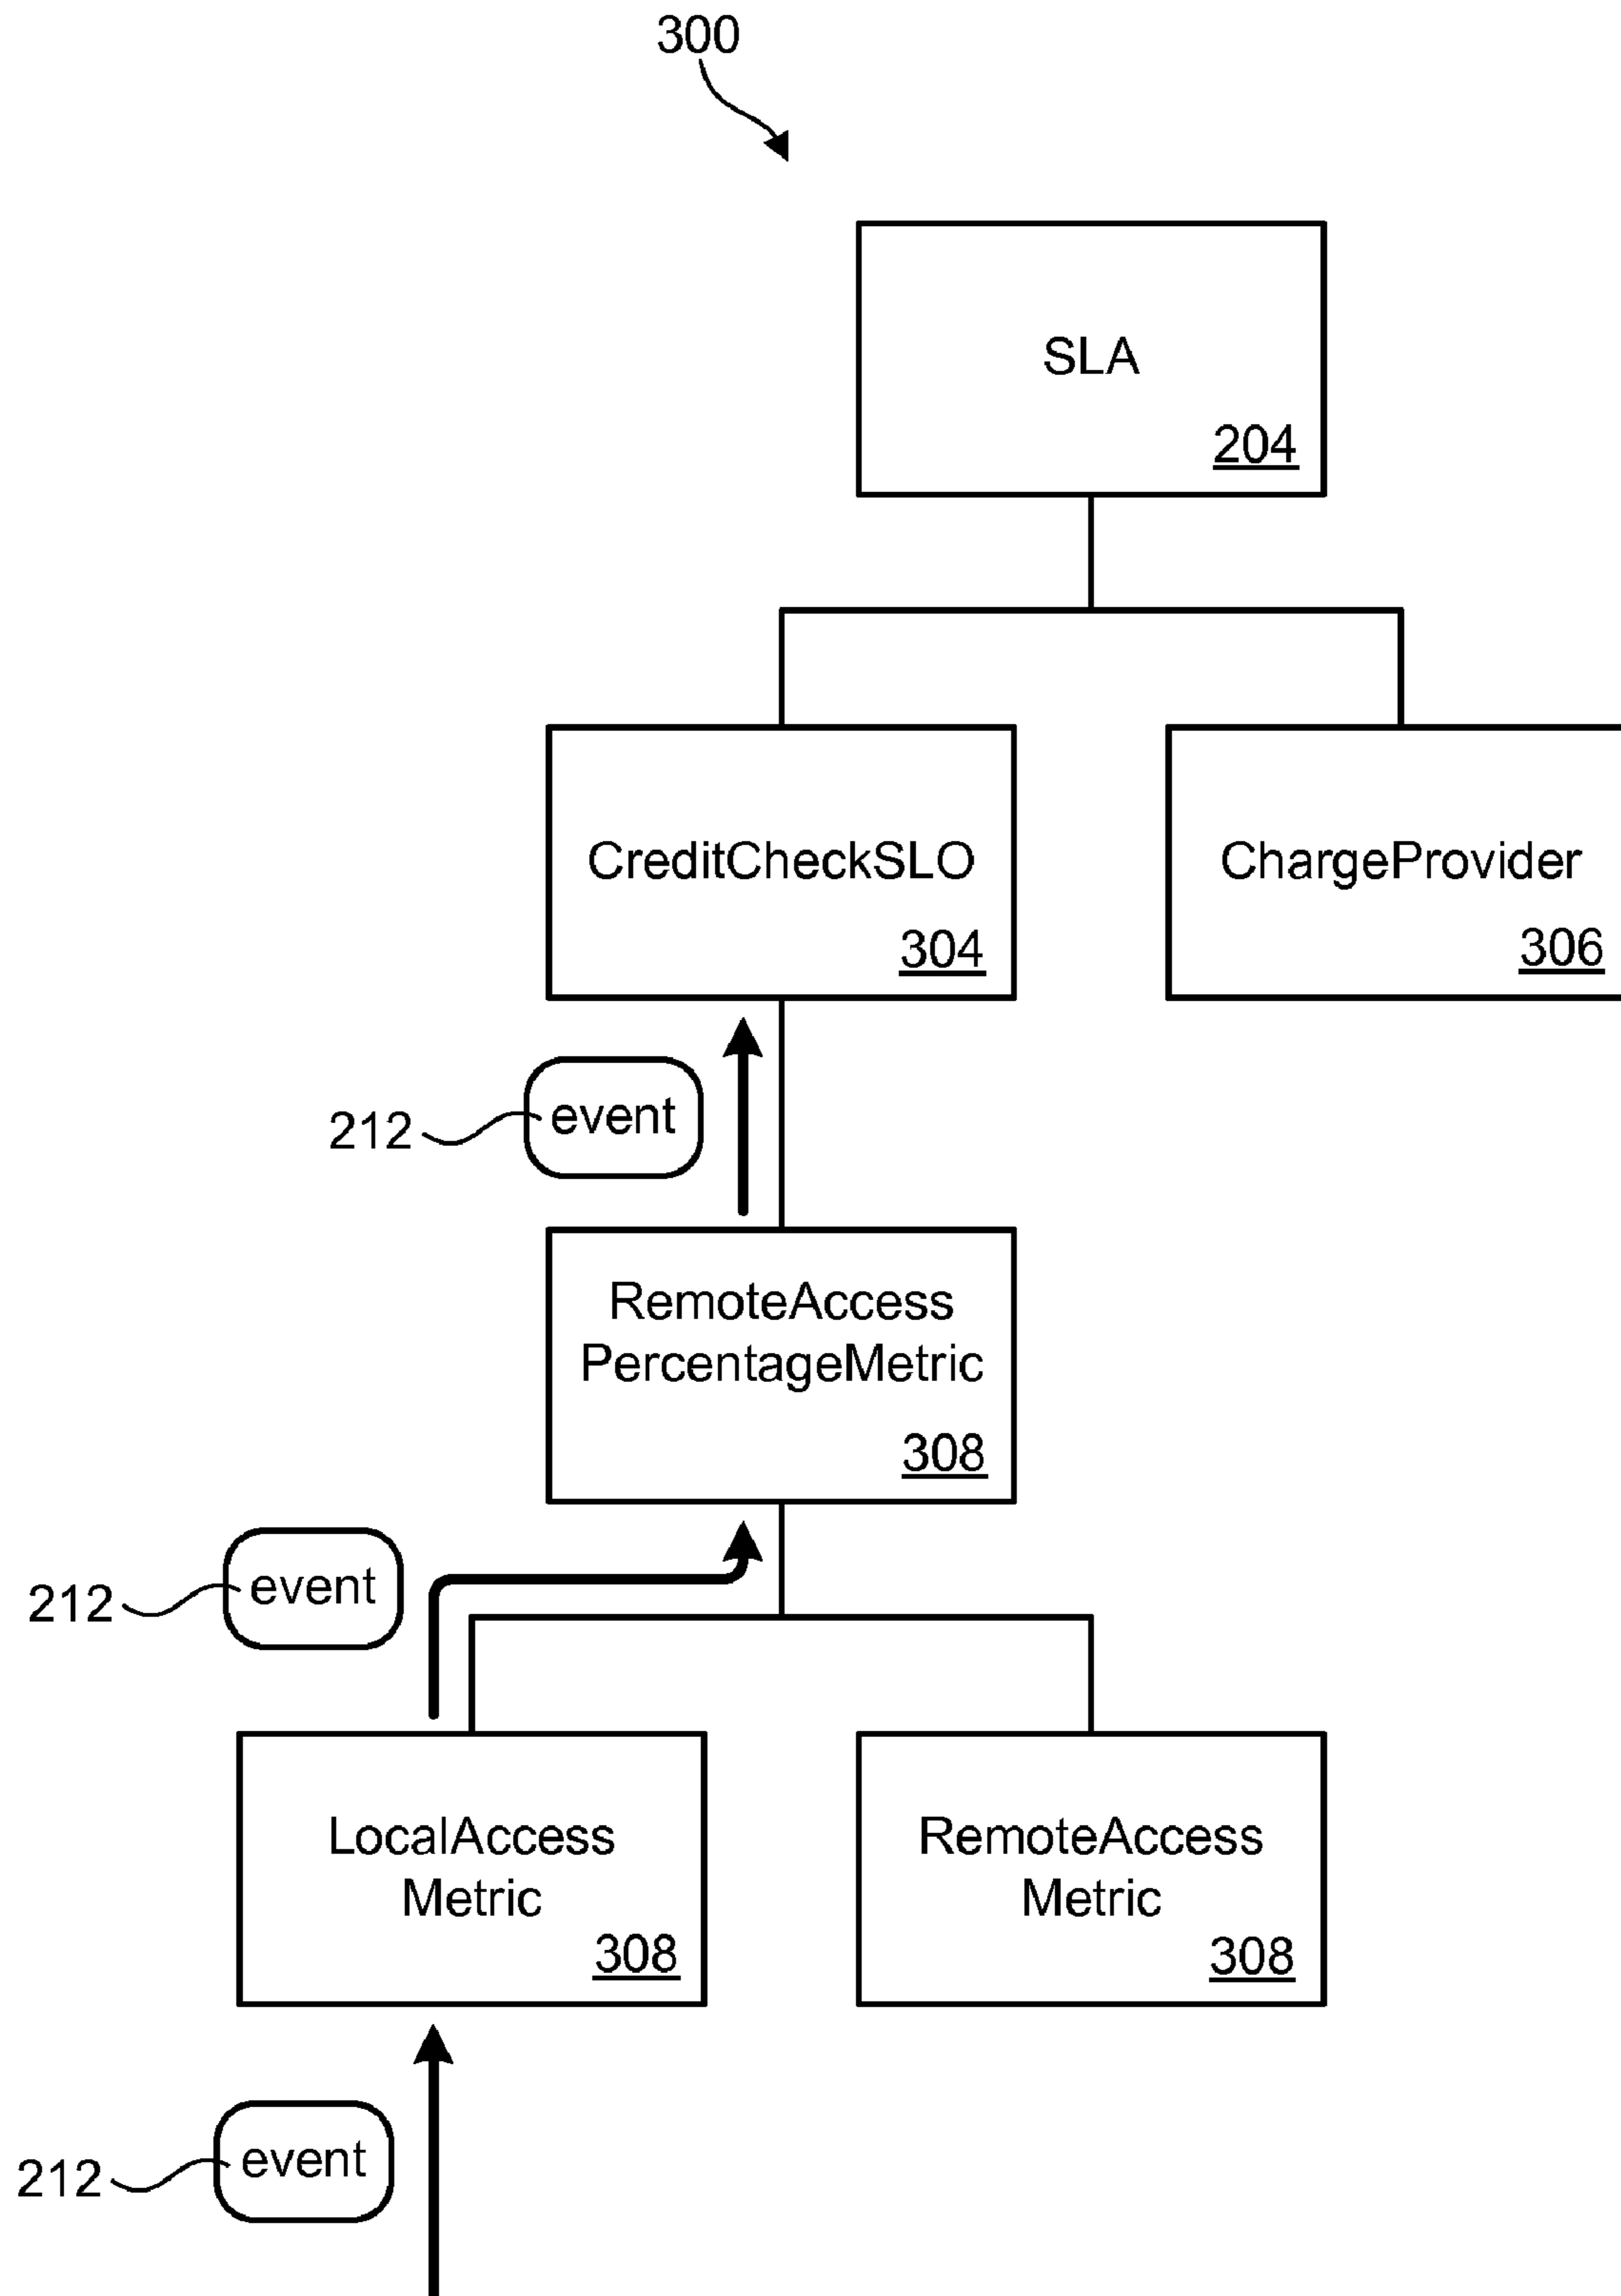 300
SLA
204
CreditCheckSLO
304
ChargeProvider
306
event
212
RemoteAccess
PercentageMetric
308
event
212
LocalAccess
Metric
308
RemoteAccess
Metric
308
event
212